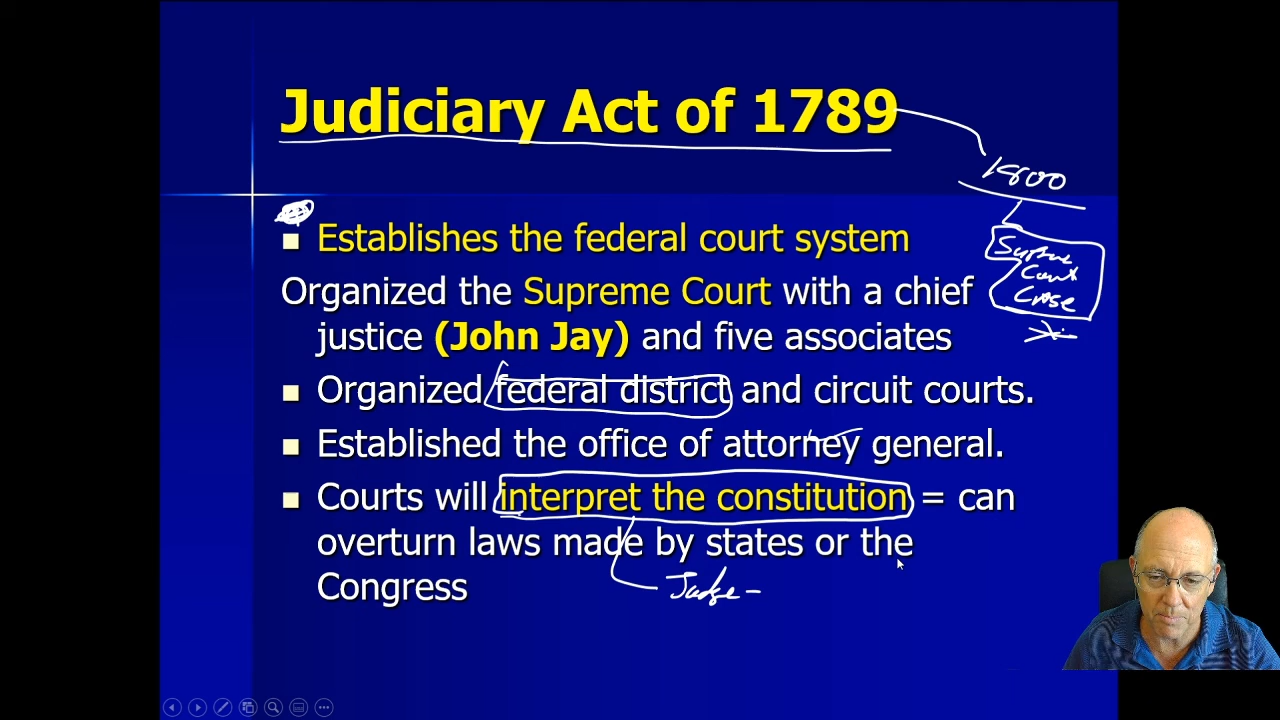 Judiciary Act of 1789
1800
Establishes the federal court system
Supreme
Court
Case
Organized the Supreme Court with a chief
justice (John Jay) and five associates
Organized federal district and circuit courts.
Established the office of attorney general.
Courts will interpret the constitution = can
overturn laws made by states or the
Congress
Judge -